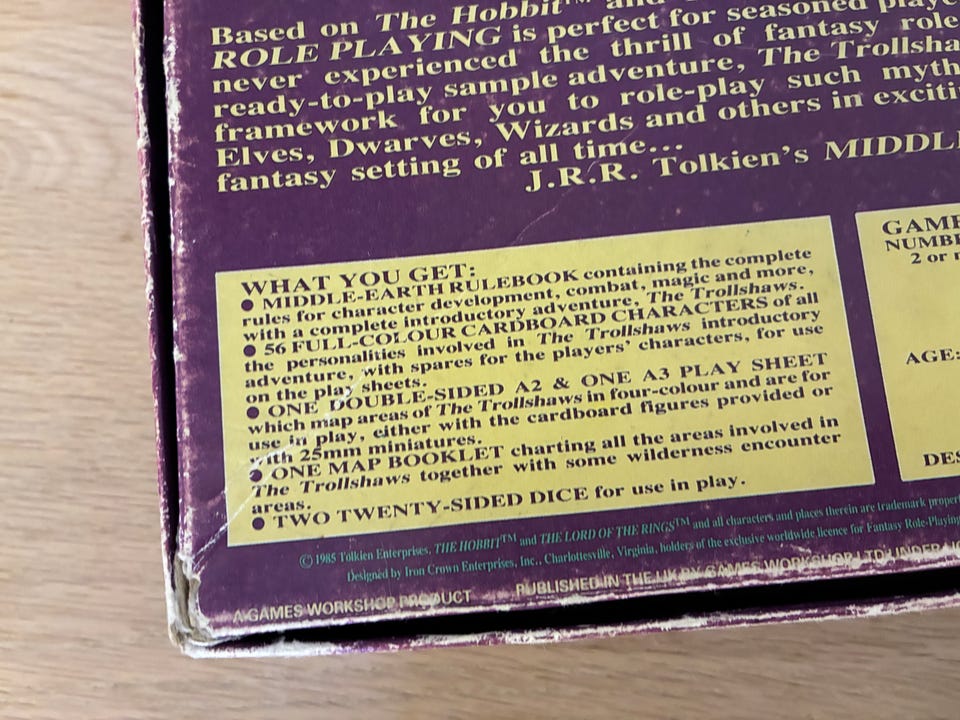 Based on The Hobbit™ and
ROLE PLAYING is perfect for seasoned
never experienced the thrill of fantasy role
ready-to-play sample adventure, The
framework for you to role-play such
Elves, Dwarves, Wizards and others in
fantasy setting of all time...
J.R.R. Tolkien's
WHAT YOU GET:
● MIDDLE-EARTH RULEBOOK containing the complete
rules for character development, combat, magic and more,
with a complete introductory adventure, The Trollshaws.
● 56 FULL-COLOUR CARDBOARD CHARACTERS of all
the personalities involved in The Trollshaws introductory
adventure, with spares for the players' characters, for use
on the play sheets.
● ONE DOUBLE-SIDED A2 & ONE A3 PLAY SHEET
which map areas of The Trollshaws in four-colour and are for
use in play, either with the cardboard figures provided or
with 25mm miniatures.
● ONE MAP BOOKLET charting all the areas involved in
The Trollshaws together with some wilderness encounter
areas.
● TWO TWENTY-SIDED DICE for use in play.
GAME
2 or
AGE:
© 1985 Tolkien Enterprises, THE HOBBIT™ and THE LORD OF THE RINGS™ and all characters and places therein are trademark
Designed by Iron Crown Enterprises, Inc., Charlottesville, Virginia, holders of the exclusive worldwide licence for Fantasy Role-Playing
A GAMES WORKSHOP PRODUCT
PUBLISHED IN THE UK BY GAMES WORKSHOP LTD UNDER